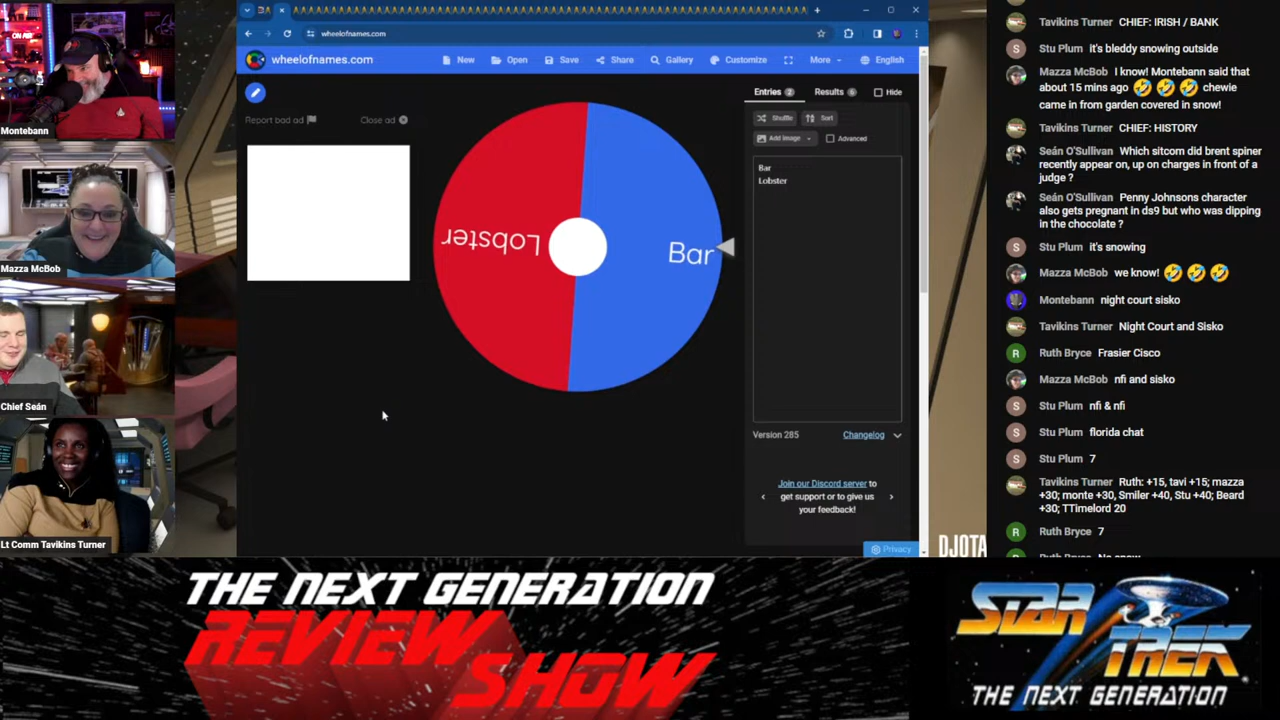 Montebann
Mazza McBob
Chief Seán
Lt Comm Tavikins Turner
wheelofnames.com
wheelofnames.com
New
Open
Save
Share
Gallery
Customize
More
English
Report bad ad
Close ad
Lobster
Bar
Entries 2
Results 6
Hide
Shuffle
Sort
Add image
Advanced
Bar
Lobster
Version 285
Changelog
Join our Discord server to
get support or to give us
your feedback!
Privacy
DJOTA
Tavikins Turner CHIEF: IRISH / BANK
Stu Plum it's bleddy snowing outside
Mazza McBob I know! Montebann said that
about 15 mins ago 🤣 🤣 🤣 chewie
came in from garden covered in snow!
Tavikins Turner CHIEF: HISTORY
Seán O'Sullivan Which sitcom did brent spiner
recently appear on, up on charges in front of a
judge ?
Seán O'Sullivan Penny Johnsons character
also gets pregnant in ds9 but who was dipping
in the chocolate ?
Stu Plum it's snowing
Mazza McBob we know! 🤣 🤣 🤣
Montebann night court sisko
Tavikins Turner Night Court and Sisko
Ruth Bryce Frasier Cisco
Mazza McBob nfi and sisko
Stu Plum nfi & nfi
Stu Plum florida chat
Stu Plum 7
Tavikins Turner Ruth: +15, tavi +15; mazza
+30; monte +30, Smiler +40, Stu +40; Beard
+30; TTimelord 20
Ruth Bryce 7
THE NEXT GENERATION
REVIEW
SHOW
STAR
TREK
THE NEXT GENERATION